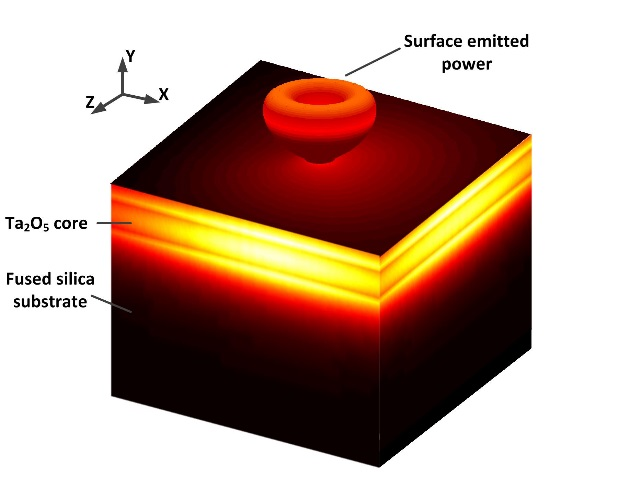 Surface emitted
power
Y
Z
X
Ta₂O₅ core
Fused silica
substrate